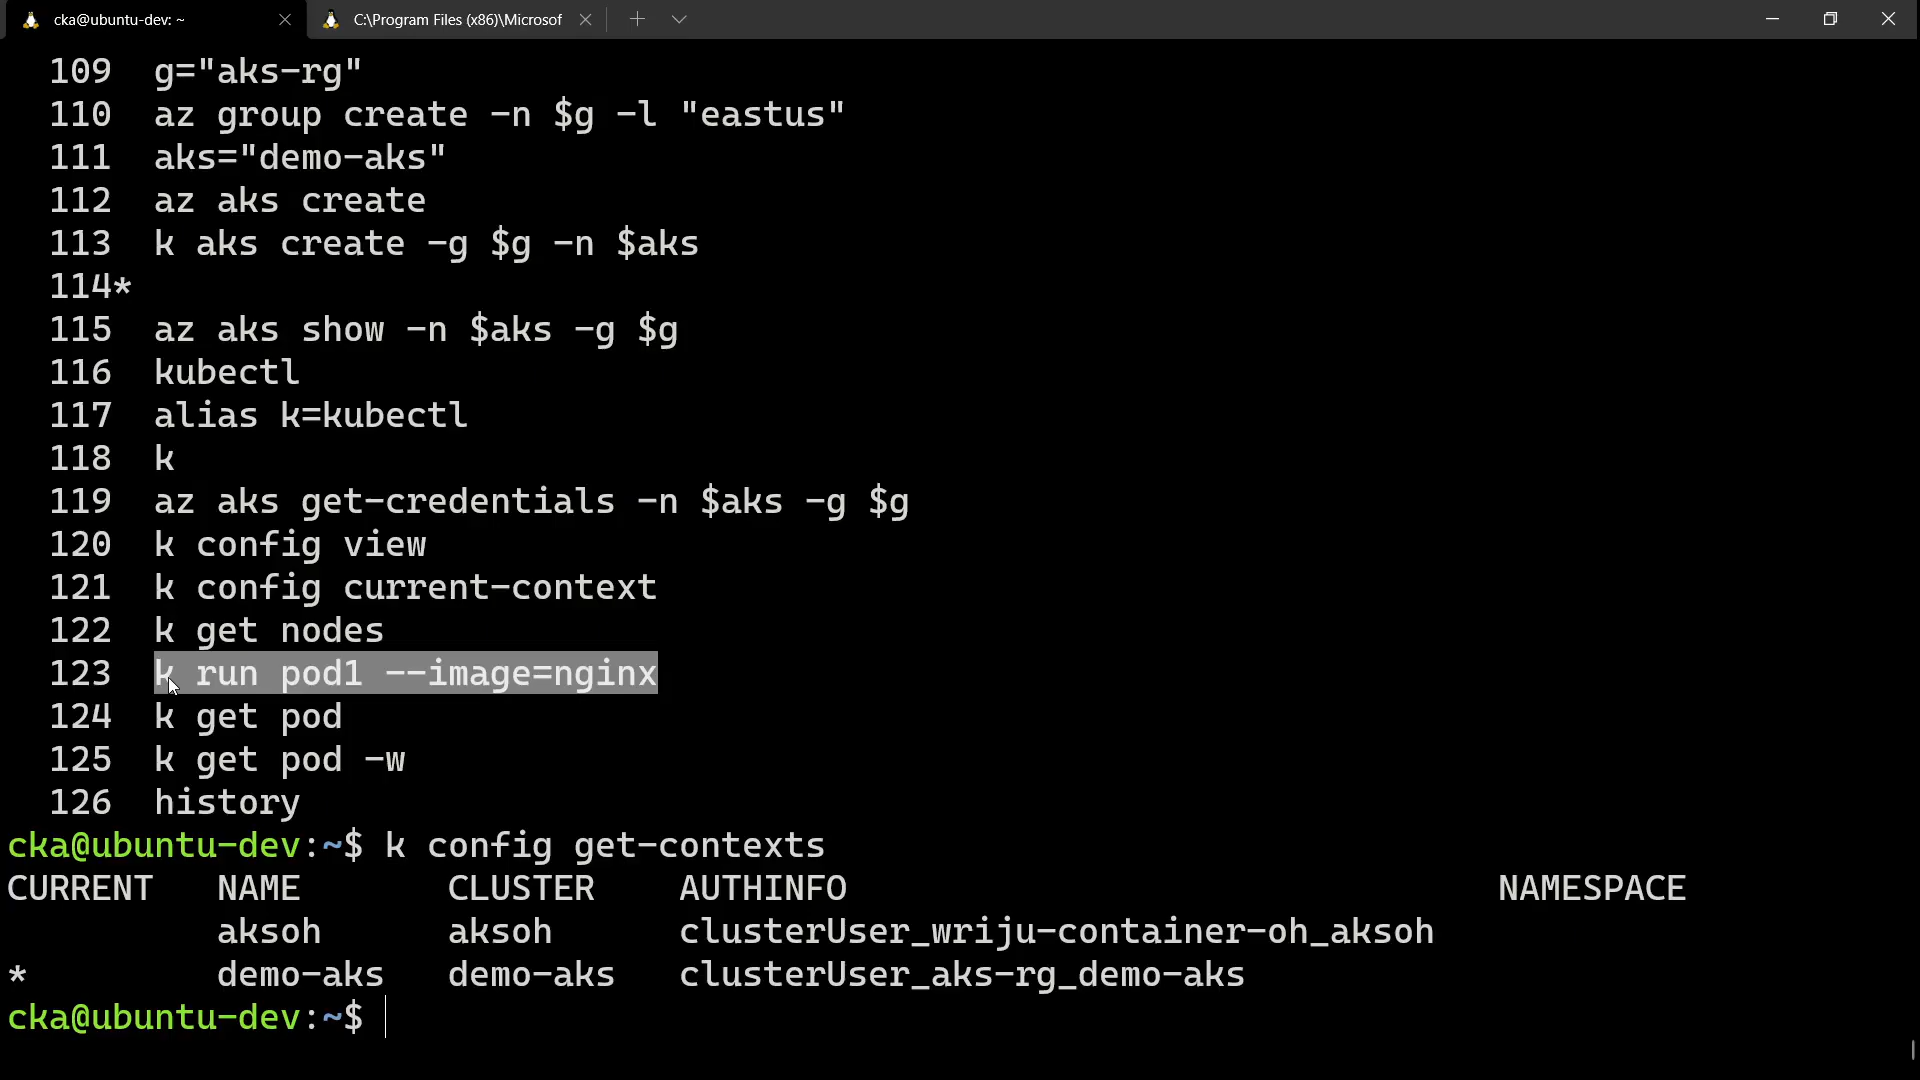 cka@ubuntu-dev: ~
C:\Program Files (x86)\Microsof
109 g="aks-rg"
110 az group create -n $g -l "eastus"
111 aks="demo-aks"
112 az aks create
113 k aks create -g $g -n $aks
114*
115 az aks show -n $aks -g $g
116 kubectl
117 alias k=kubectl
118 k
119 az aks get-credentials -n $aks -g $g
120 k config view
121 k config current-context
122 k get nodes
123 k run pod1 --image=nginx
124 k get pod
125 k get pod -w
126 history
cka@ubuntu-dev:~$ k config get-contexts
CURRENT NAME CLUSTER AUTHINFO NAMESPACE
aksoh aksoh clusterUser_wriju-container-oh_aksoh
* demo-aks demo-aks clusterUser_aks-rg_demo-aks
cka@ubuntu-dev:~$